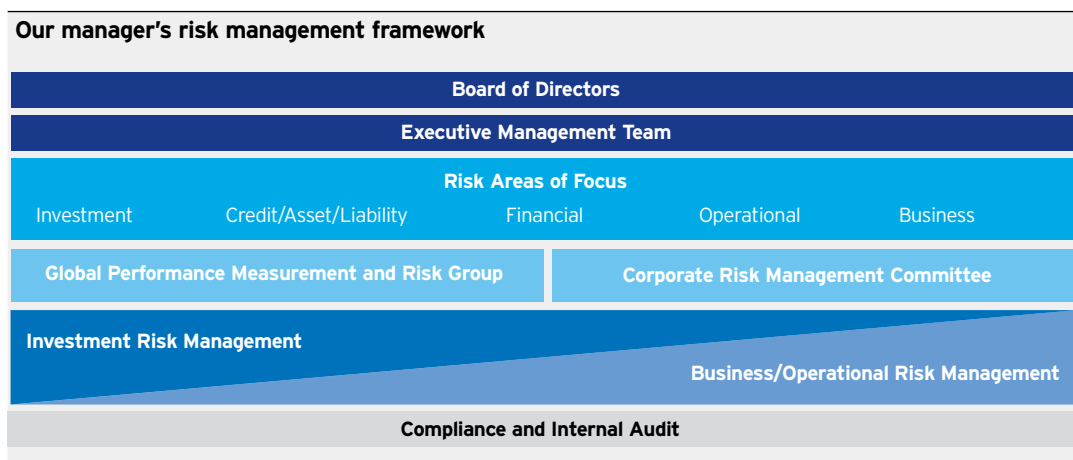 Our manager's risk management framework
Board of Directors
Executive Management Team
Risk Areas of Focus
Investment Credit/Asset/Liability Financial Operational Business
Global Performance Measurement and Risk Group Corporate Risk Management Committee
Investment Risk Management
Business/Operational Risk Management
Compliance and Internal Audit